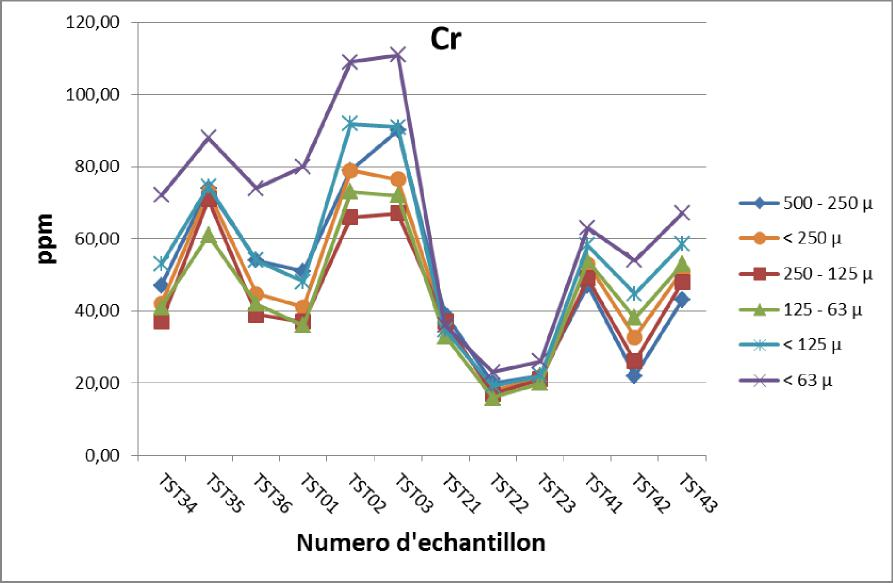 Cr
120,00
100,00
80,00
60,00
40,00
20,00
0,00
ppm
TST34
TST35
TST36
TST01
TST02
TST03
TST21
TST22
TST23
TST41
TST42
TST43
Numero d'echantillon
500 - 250 µ
< 250 µ
250 - 125 µ
125 - 63 µ
< 125 µ
< 63 µ